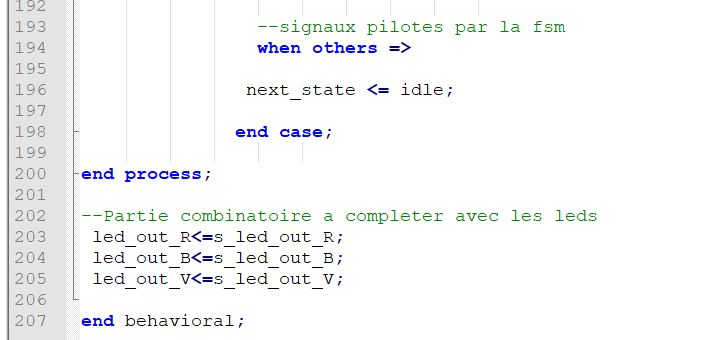 192
193 --signaux pilotes par la fsm
194 when others =>
195
196 next_state <= idle;
197
198 end case;
199
200 end process;
201
202 --Partie combinatoire a completer avec les leds
203 led_out_R<=s_led_out_R;
204 led_out_B<=s_led_out_B;
205 led_out_V<=s_led_out_V;
206
207 end behavioral;